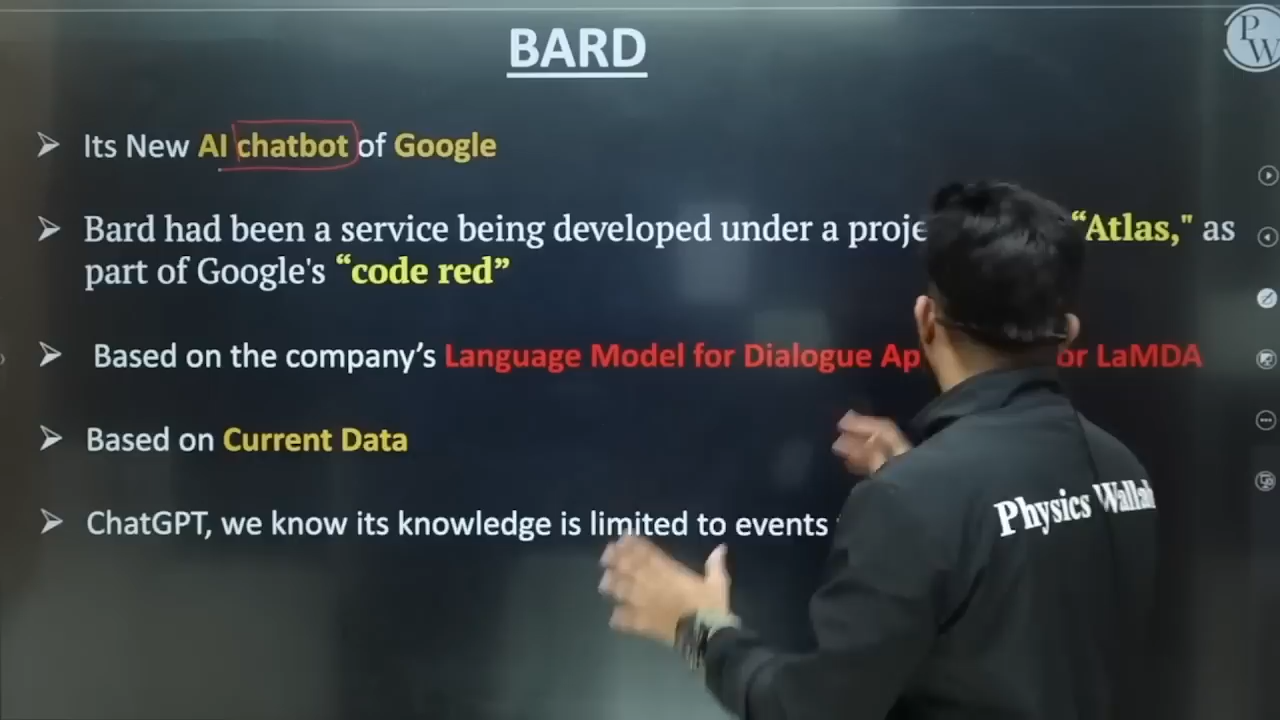 BARD
PW
Its New AI chatbot of Google
Bard had been a service being developed under a “Atlas," as
part of Google's “code red”
Based on the company’s Language Model for Dialogue or LaMDA
Based on Current Data
ChatGPT, we know its knowledge is limited to events
Physics Wallah